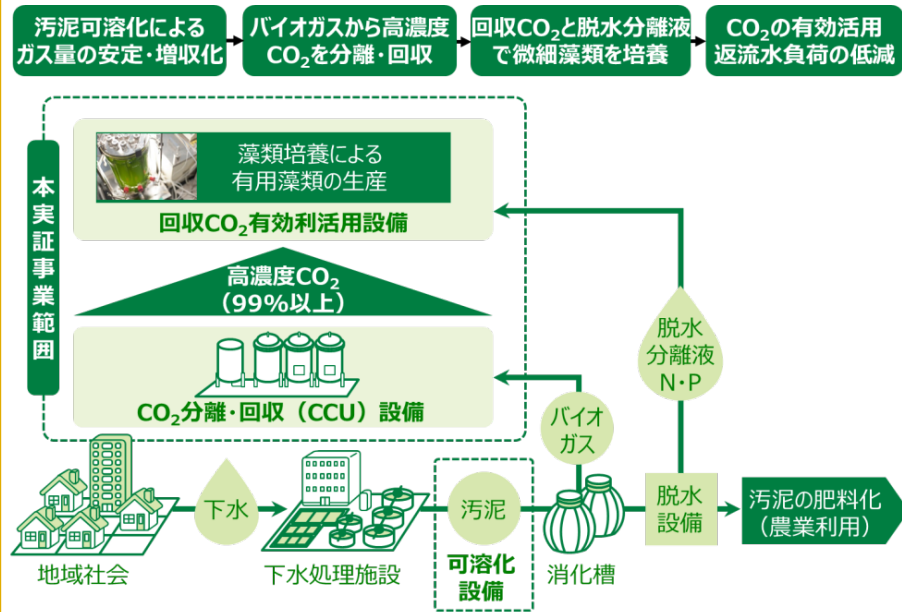 汚泥可溶化による
ガス量の安定・増収化
バイオガスから高濃度
CO₂を分離・回収
回収CO₂と脱水分離液
で微細藻類を培養
CO₂の有効活用
返流水負荷の低減
本実証事業範囲
藻類培養による
有用藻類の生産
回収CO₂有効利活用設備
高濃度CO₂
（99%以上）
CO₂分離・回収（CCU）設備
脱水
分離液
N・P
バイオ
ガス
地域社会
下水
下水処理施設
汚泥
可溶化
設備
消化槽
脱水
設備
汚泥の肥料化
（農業利用）